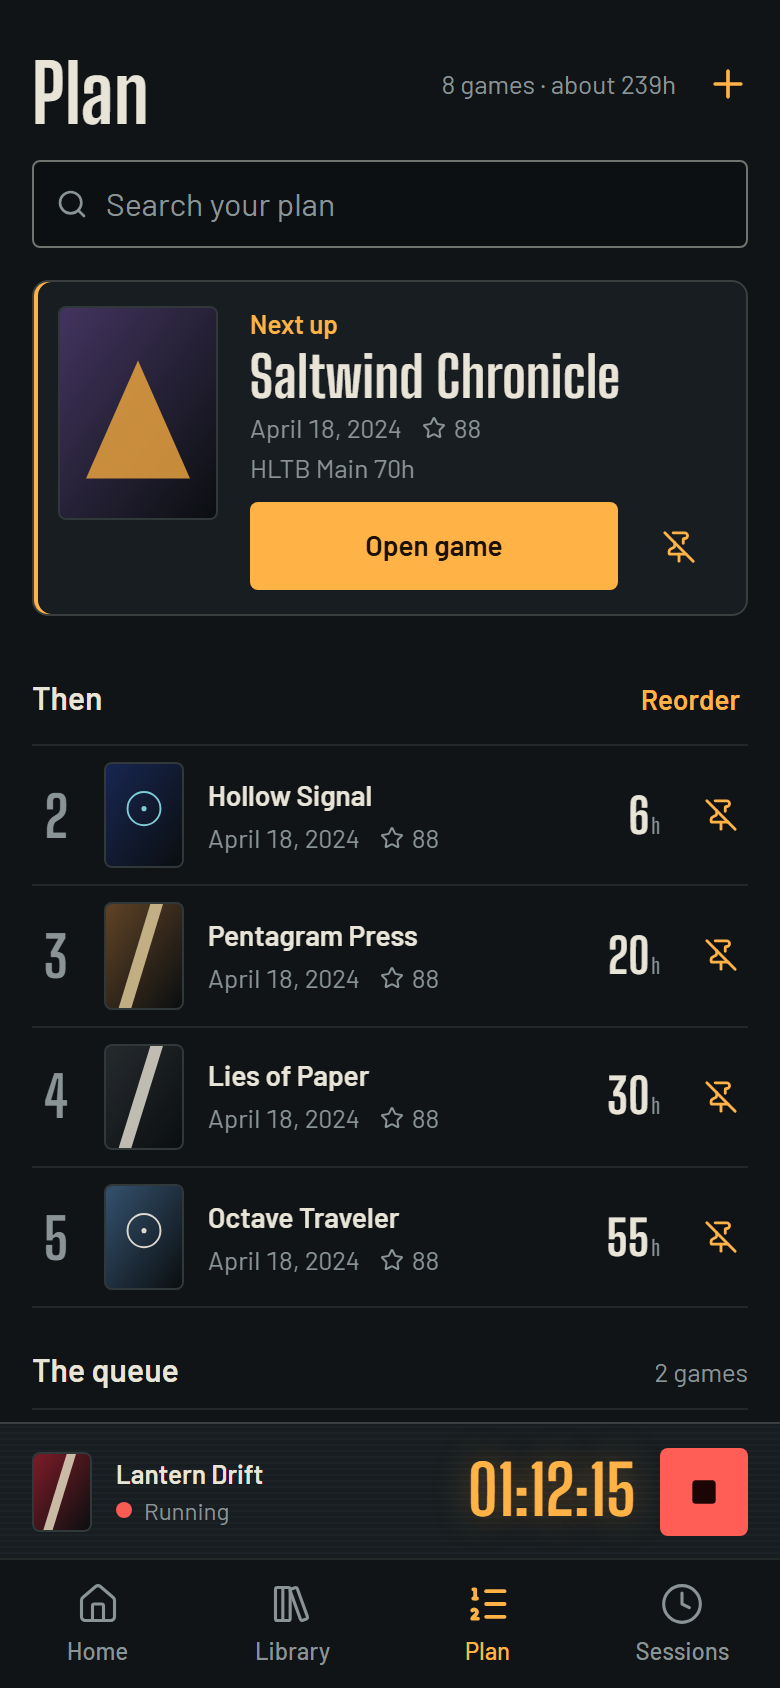 Plan
8 games · about 239h
Search your plan
Next up
Saltwind Chronicle
April 18, 2024 88
HLTB Main 70h
Open game
Then
Reorder
2
Hollow Signal
April 18, 2024 88
6h
3
Pentagram Press
April 18, 2024 88
20h
4
Lies of Paper
April 18, 2024 88
30h
5
Octave Traveler
April 18, 2024 88
55h
The queue
2 games
Lantern Drift
Running
01:12:15
Home
Library
Plan
Sessions